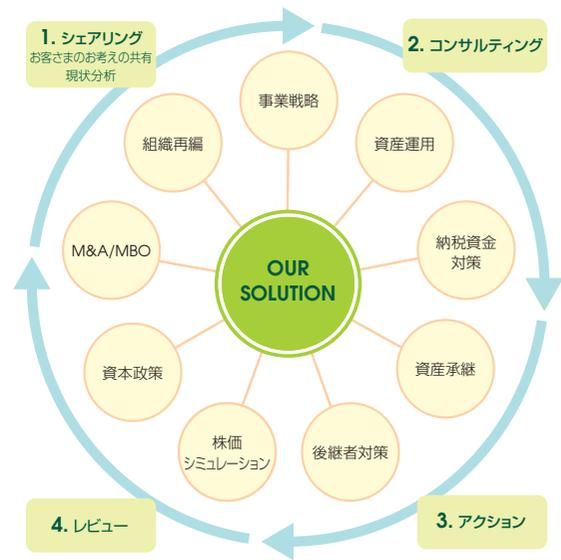 1. シェアリング
お客さまのお考えの共有
現状分析
2. コンサルティング
事業戦略
組織再編
資産運用
M&A/MBO
納税資金
対策
OUR
SOLUTION
資本政策
資産承継
株価
シミュレーション
後継者対策
4. レビュー
3. アクション